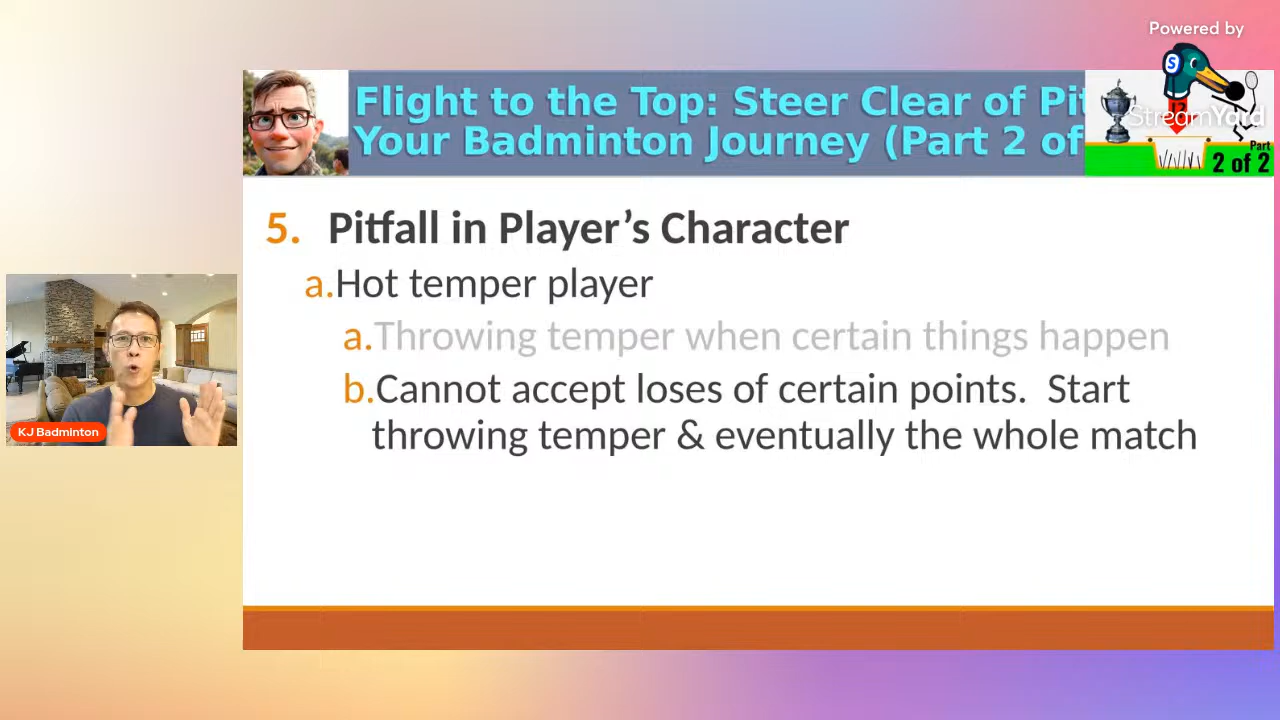 Powered by
StreamYard
Flight to the Top: Steer Clear of
Your Badminton Journey (Part 2 of
Part
2 of 2
5. Pitfall in Player’s Character
a.Hot temper player
a.Throwing temper when certain things happen
b.Cannot accept loses of certain points. Start
throwing temper & eventually the whole match
KJ Badminton